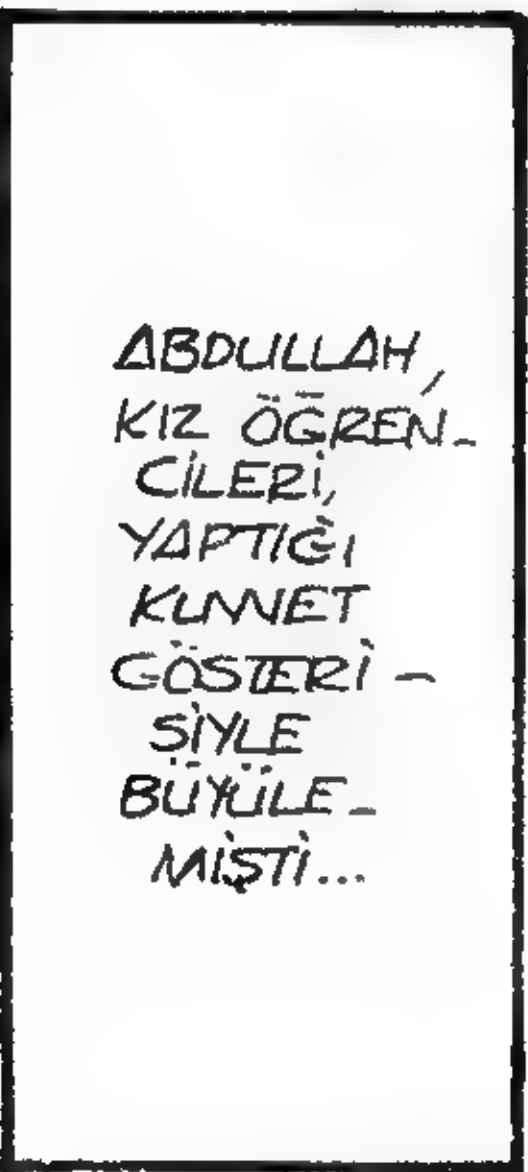 ABDULLAH,
KIZ ÖĞREN-
CİLERİ,
YAPTIĞI
KUVVET
GÖSTERİ-
SİYLE
BÜYÜLE-
MİŞTİ...